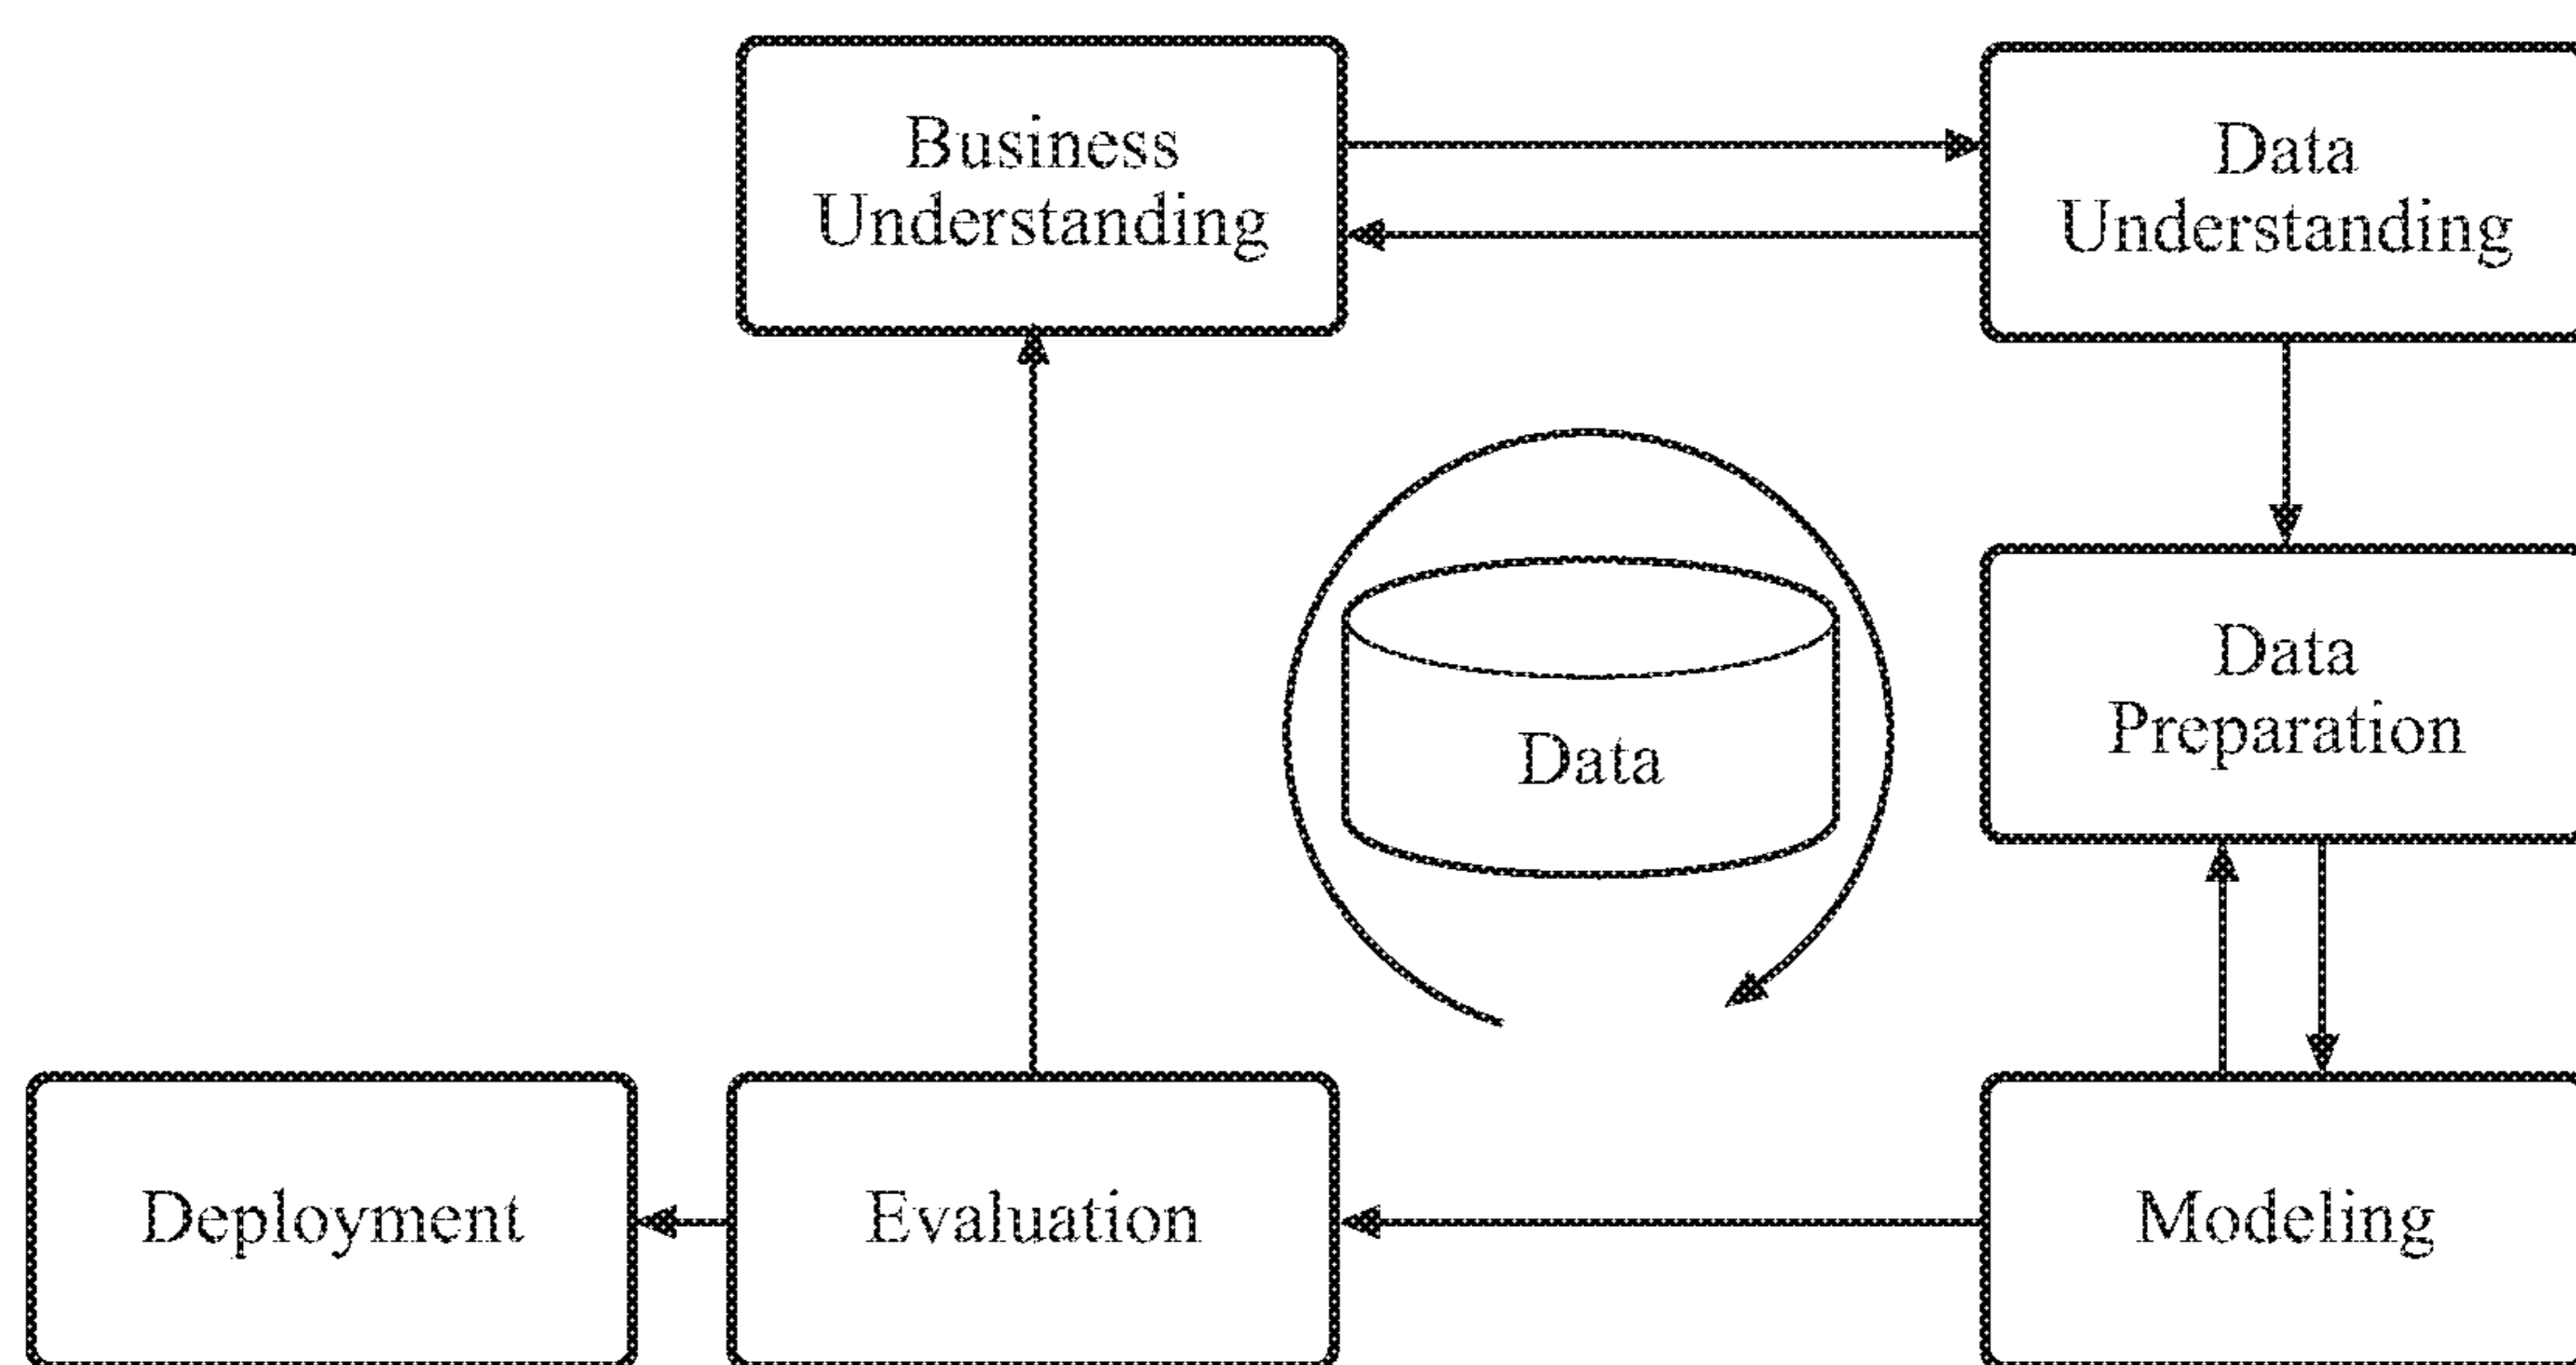 Business
Understanding
Data
Understanding
Data
Preparation
Data
Deployment
Evaluation
Modeling